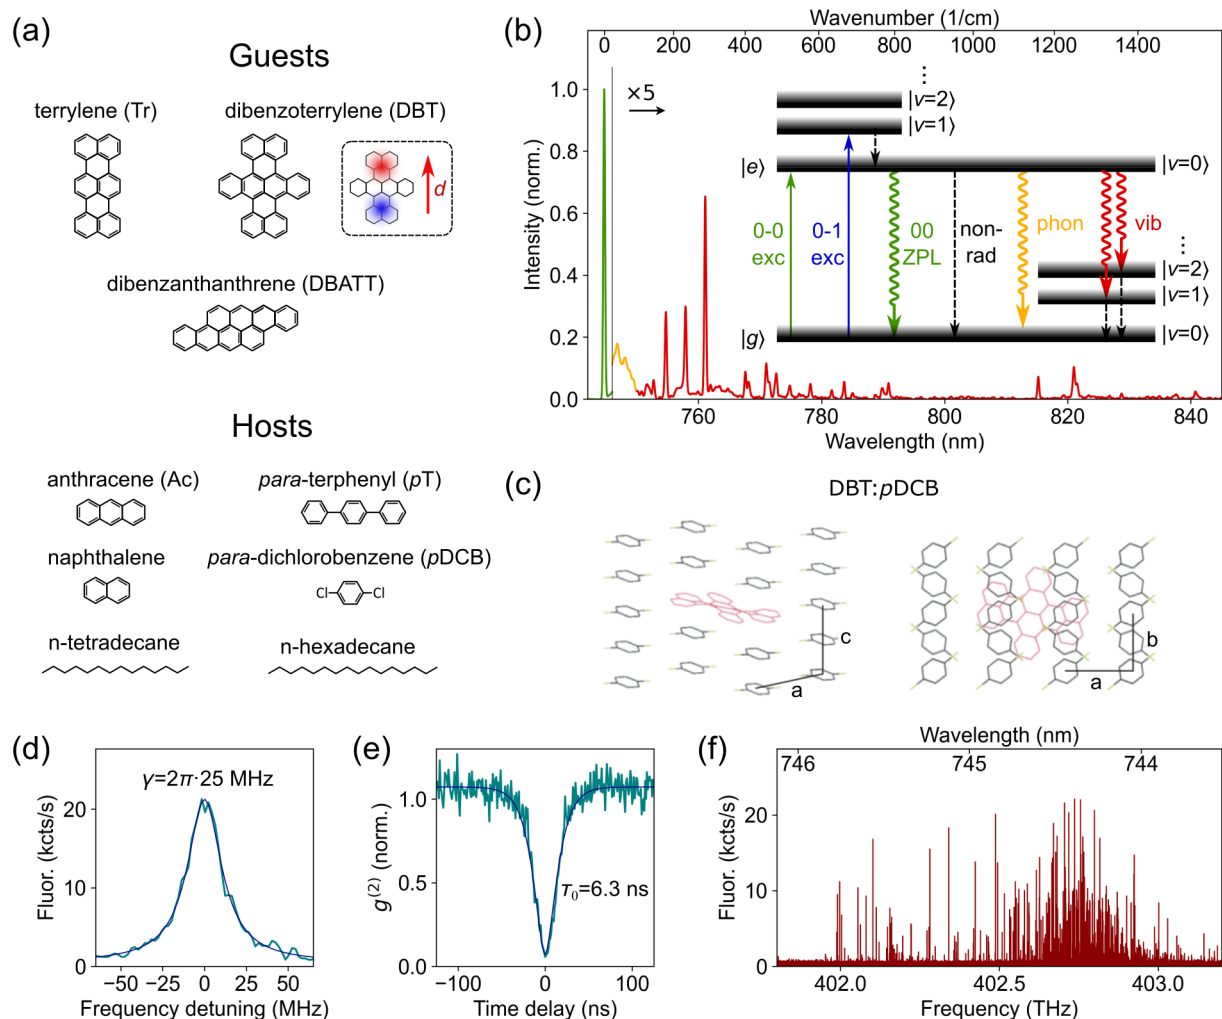 (a)
Guests
terrylene (Tr)
dibenzoterrylene (DBT)
d
dibenzanthanthrene (DBATT)
Hosts
anthracene (Ac)
para-terphenyl (pT)
naphthalene
para-dichlorobenzene (pDCB)
Cl
Cl
n-tetradecane
n-hexadecane
(b)
Wavenumber (1/cm)
0 200 400 600 800 1000 1200 1400
Intensity (norm.)
1.0
0.8
0.6
0.4
0.2
0.0
×5
⋮
|v=2⟩
|v=1⟩
|e⟩
|v=0⟩
0-0
exc
0-1
exc
00
ZPL
non-
rad
phon
vib
⋮
|v=2⟩
|v=1⟩
|g⟩
|v=0⟩
760 780 800 820 840
Wavelength (nm)
(c)
DBT:pDCB
c
a
b
a
(d)
γ=2π·25 MHz
Fluor. (kcts/s)
20
10
0
−50 −25 0 25 50
Frequency detuning (MHz)
(e)
g(2) (norm.)
1.0
0.5
0.0
τ0=6.3 ns
−100 0 100
Time delay (ns)
(f)
Wavelength (nm)
746 745 744
Fluor. (kcts/s)
20
10
0
402.0 402.5 403.0
Frequency (THz)